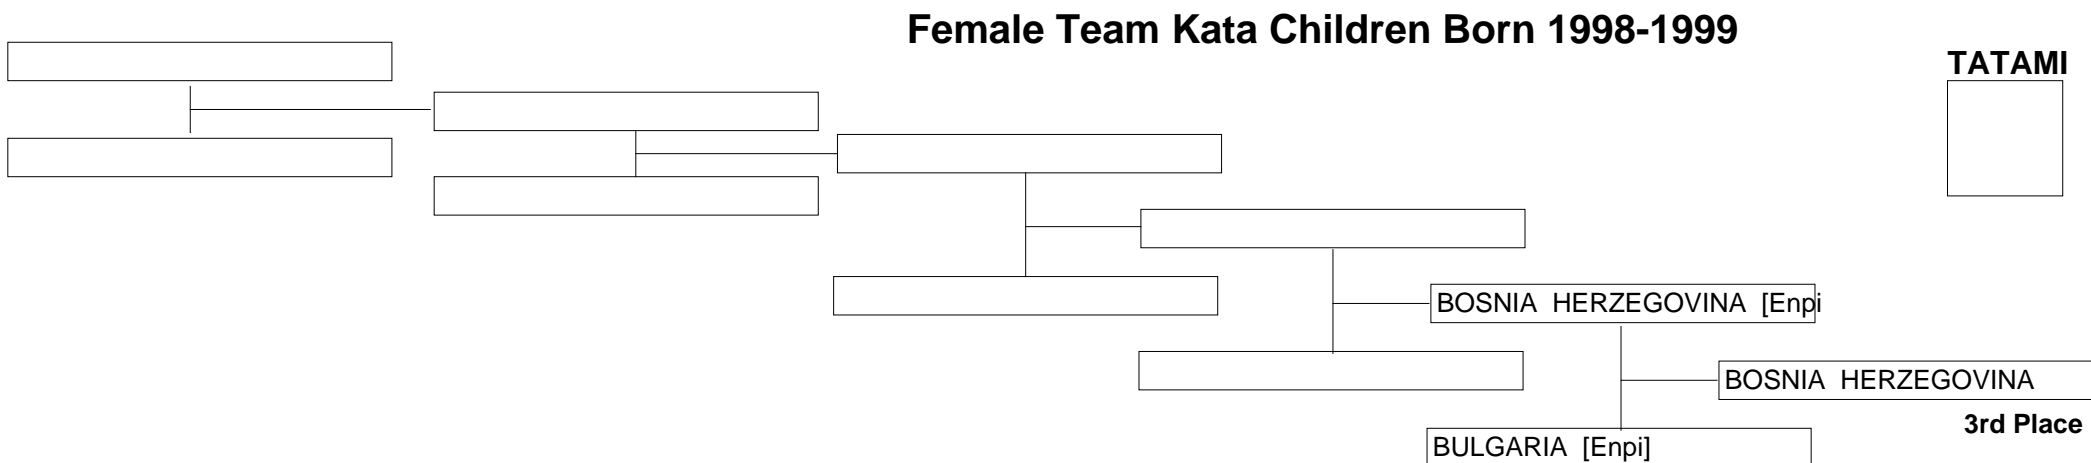 Female Team Kata Children Born 1998-1999
TATAMI
BOSNIA HERZEGOVINA [Enpi
BOSNIA HERZEGOVINA
3rd Place
BULGARIA [Enpi]